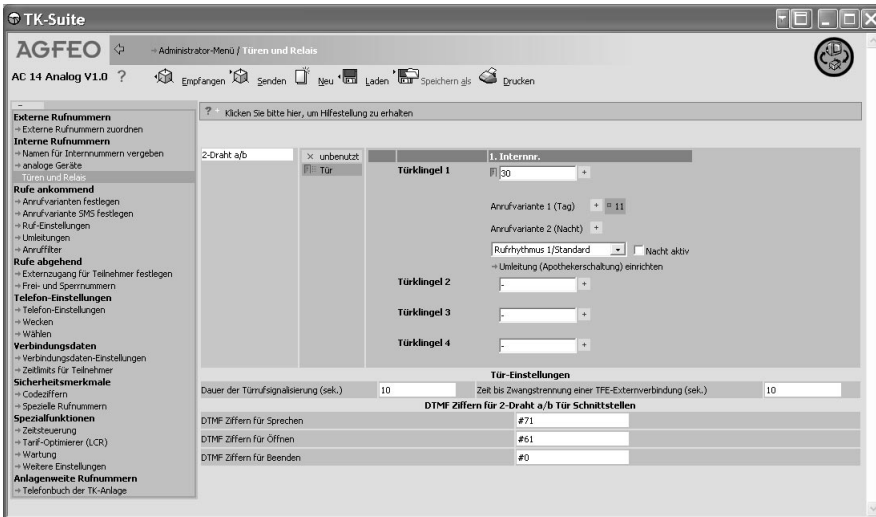 TK-Suite
AGFEO
→ Administrator-Menü / Türen und Relais
AC 14 Analog V1.0 ?
Empfangen Senden Neu Laden Speichern als Drucken
? Klicken Sie bitte hier, um Hilfestellung zu erhalten
Externe Rufnummern
→ Externe Rufnummern zuordnen
Interne Rufnummern
→ Namen für Internnummern vergeben
→ analoge Geräte
Türen und Relais
Rufe ankommend
→ Anrufvarianten festlegen
→ Anrufvariante SMS festlegen
→ Ruf-Einstellungen
→ Umleitungen
→ Anruffilter
Rufe abgehend
→ Externzugang für Teilnehmer festlegen
→ Frei- und Sperrnummern
Telefon-Einstellungen
→ Telefon-Einstellungen
→ Wecken
→ Wählen
Verbindungsdaten
→ Verbindungsdaten-Einstellungen
→ Zeitlimits für Teilnehmer
Sicherheitsmerkmale
→ Codeziffern
→ Spezielle Rufnummern
Spezialfunktionen
→ Zeitsteuerung
→ Tarif-Optimierer (LCR)
→ Wartung
→ Weitere Einstellungen
Anlagenweite Rufnummern
→ Telefonbuch der TK-Anlage
2-Draht a/b
× unbenutzt
Tür
1. Internnr.
Türklingel 1
30 +
Anrufvariante 1 (Tag) + 11
Anrufvariante 2 (Nacht) +
Rufrhythmus 1/Standard Nacht aktiv
→ Umleitung (Apothekerschaltung) einrichten
Türklingel 2 - +
Türklingel 3 - +
Türklingel 4 - +
Tür-Einstellungen
Dauer der Türrufsignalisierung (sek.) 10 Zeit bis Zwangstrennung einer TFE-Externverbindung (sek.) 10
DTMF Ziffern für 2-Draht a/b Tür Schnittstellen
DTMF Ziffern für Sprechen #71
DTMF Ziffern für Öffnen #61
DTMF Ziffern für Beenden #0